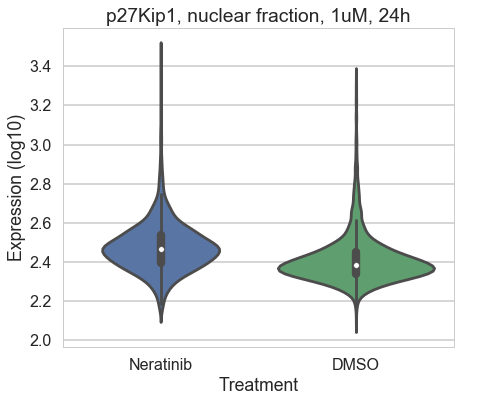 p27Kip1, nuclear fraction, 1uM, 24h
Expression (log10)
3.4
3.2
3.0
2.8
2.6
2.4
2.2
2.0
Neratinib DMSO
Treatment